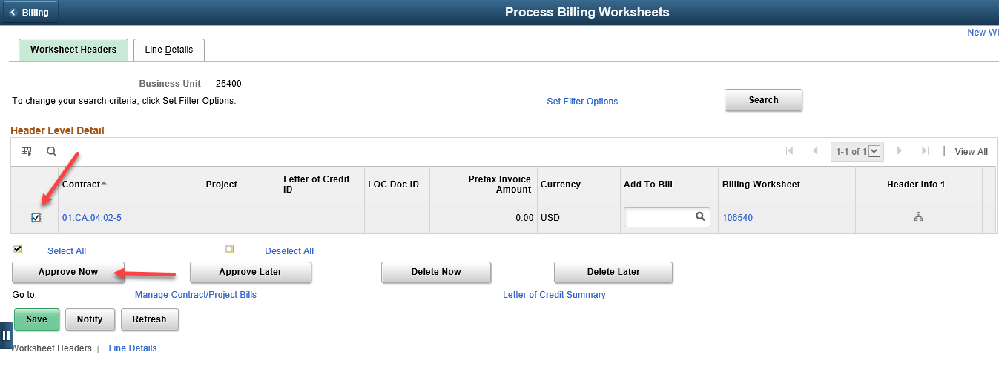 Billing
Process Billing Worksheets
New Wi
Worksheet Headers
Line Details
Business Unit 26400
To change your search criteria, click Set Filter Options.
Set Filter Options
Search
Header Level Detail
1-1 of 1
| View All
Contract
Project
Letter of Credit
ID
LOC Doc ID
Pretax Invoice
Amount
Currency
Add To Bill
Billing Worksheet
Header Info 1
01.CA.04.02-5
0.00
USD
106540
Select All
Deselect All
Approve Now
Approve Later
Delete Now
Delete Later
Go to:
Manage Contract/Project Bills
Letter of Credit Summary
Save
Notify
Refresh
Worksheet Headers | Line Details